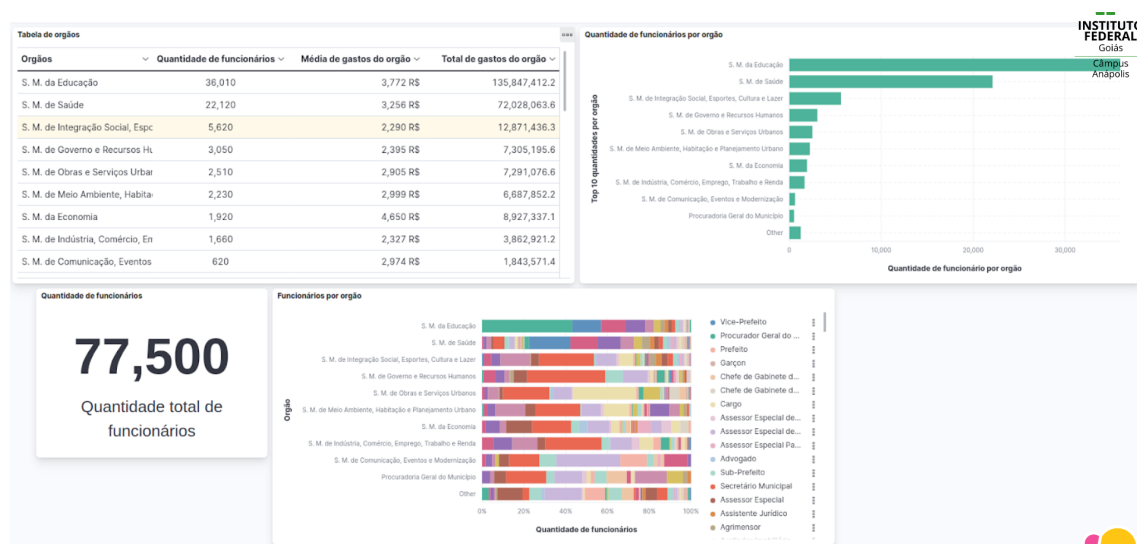 INSTITUTO
FEDERAL
Goiás
Câmpus
Anápolis
Tabela de orgãos
Orgãos Quantidade de funcionários Média de gastos do orgão Total de gastos do orgão
S. M. da Educação 36,010 3,772 R$ 135,847,412.2
S. M. de Saúde 22,120 3,256 R$ 72,028,063.6
S. M. de Integração Social, Espc 5,620 2,290 R$ 12,871,436.3
S. M. de Governo e Recursos Hu 3,050 2,395 R$ 7,305,195.6
S. M. de Obras e Serviços Urbar 2,510 2,905 R$ 7,291,076.6
S. M. de Meio Ambiente, Habita 2,230 2,999 R$ 6,687,852.2
S. M. da Economia 1,920 4,650 R$ 8,927,337.1
S. M. de Indústria, Comércio, En 1,660 2,327 R$ 3,862,921.2
S. M. de Comunicação, Eventos 620 2,974 R$ 1,843,571.4
Quantidade de funcionários por orgão
Top 10 quantidades por orgão
S. M. da Educação
S. M. de Saúde
S. M. de Integração Social, Esportes, Cultura e Lazer
S. M. de Governo e Recursos Humanos
S. M. de Obras e Serviços Urbanos
S. M. de Meio Ambiente, Habitação e Planejamento Urbano
S. M. da Economia
S. M. de Indústria, Comércio, Emprego, Trabalho e Renda
S. M. de Comunicação, Eventos e Modernização
Procuradoria Geral do Município
Other
0 10,000 20,000 30,000
Quantidade de funcionário por orgão
Quantidade de funcionários
77,500
Quantidade total de
funcionários
Funcionários por orgão
Orgão
S. M. da Educação
S. M. de Saúde
S. M. de Integração Social, Esportes, Cultura e Lazer
S. M. de Governo e Recursos Humanos
S. M. de Obras e Serviços Urbanos
S. M. de Meio Ambiente, Habitação e Planejamento Urbano
S. M. da Economia
S. M. de Indústria, Comércio, Emprego, Trabalho e Renda
S. M. de Comunicação, Eventos e Modernização
Procuradoria Geral do Município
Other
0% 20% 40% 60% 80% 100%
Quantidade de funcionários
Vice-Prefeito
Procurador Geral do ...
Prefeito
Garçon
Chefe de Gabinete d...
Chefe de Gabinete d...
Cargo
Assessor Especial de...
Assessor Especial de...
Assessor Especial Pa...
Advogado
Sub-Prefeito
Secretário Municipal
Assessor Especial
Assistente Jurídico
Agrimensor